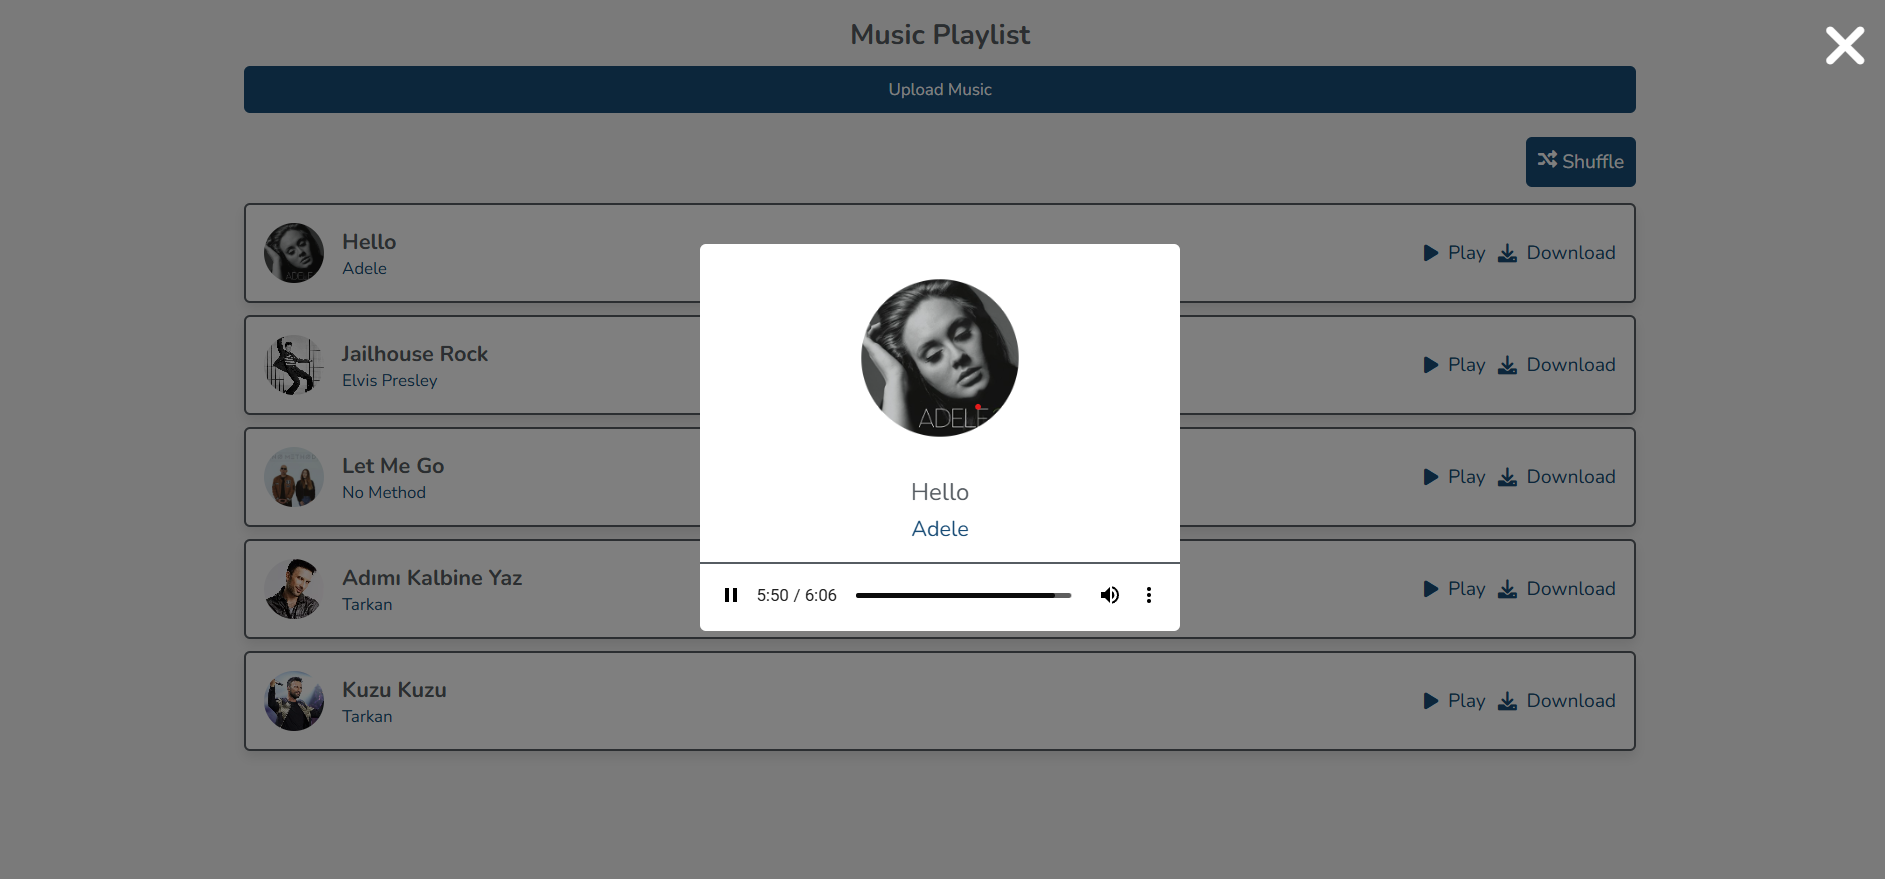 Music Playlist
Upload Music
Shuffle
Hello
Adele
Play Download
Jailhouse Rock
Elvis Presley
Play Download
Let Me Go
No Method
Play Download
Adımı Kalbine Yaz
Tarkan
Play Download
Kuzu Kuzu
Tarkan
Play Download
ADELE
Hello
Adele
5:50 / 6:06